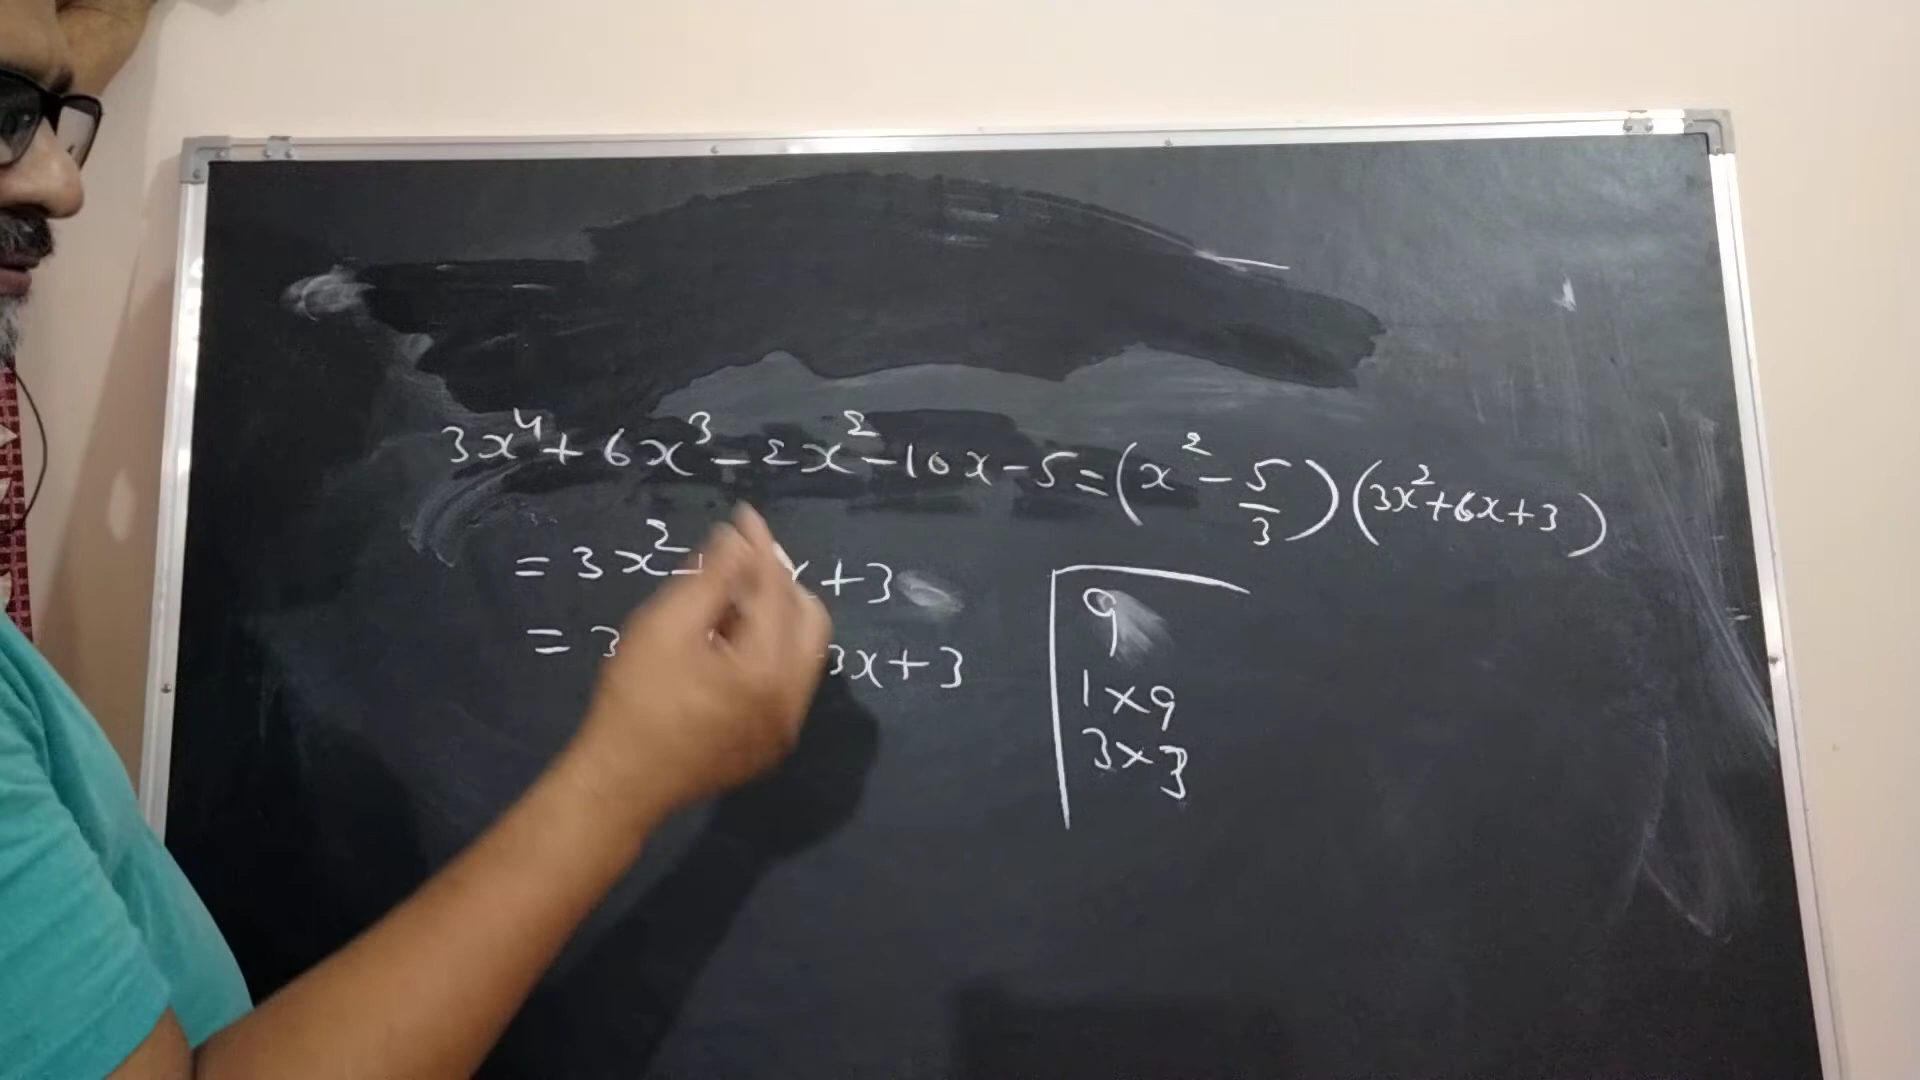 3x⁴+6x³-2x²-10x-5=(x²-5/3)(3x²+6x+3)
=3x²+ x+3
=3 3x+3
9
1×9
3×3